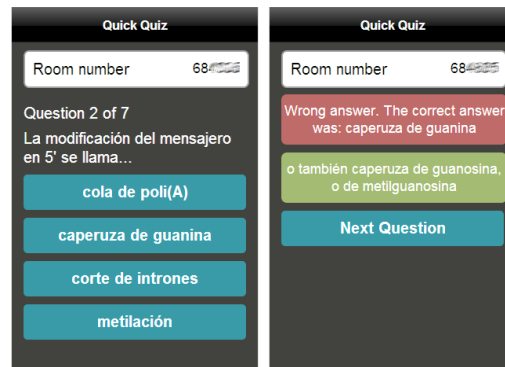 Quick Quiz
Room number 684
Question 2 of 7
La modificación del mensajero
en 5' se llama...
cola de poli(A)
caperuza de guanina
corte de intrones
metilación
Quick Quiz
Room number 684
Wrong answer. The correct answer
was: caperuza de guanina
o también caperuza de guanosina,
o de metilguanosina
Next Question